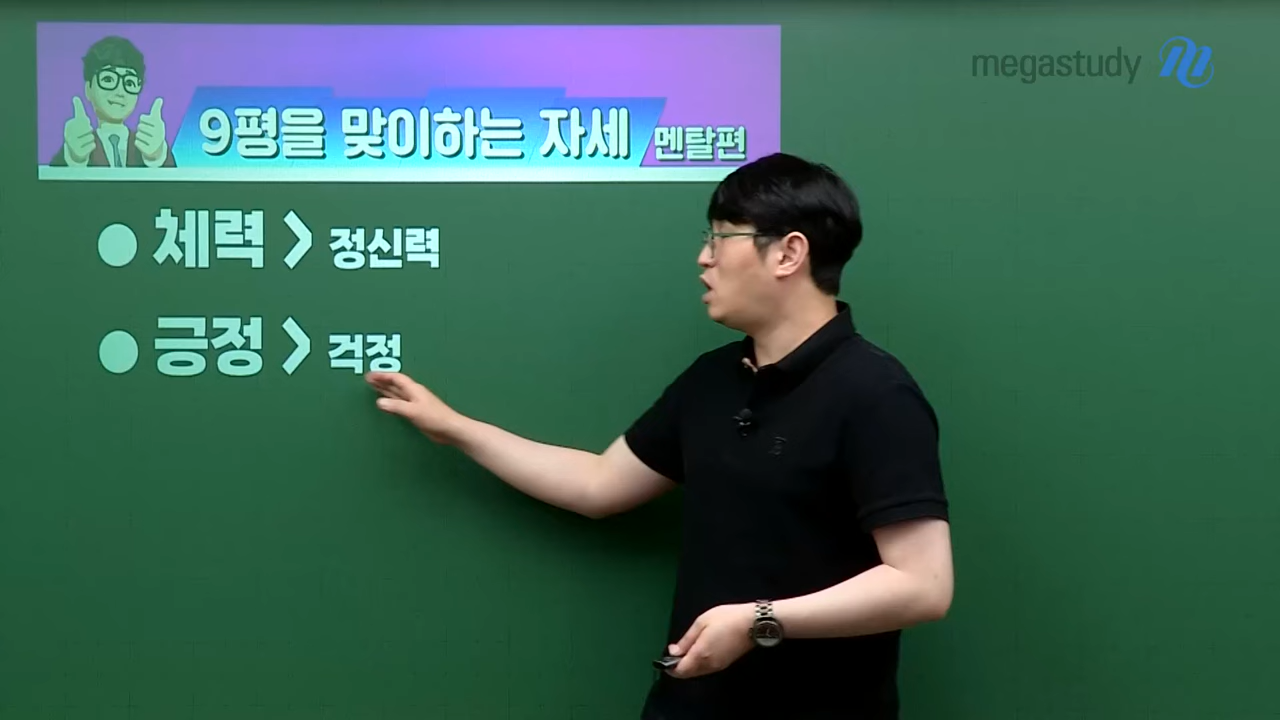 megastudy
9평을 맞이하는 자세 멘탈편
● 체력 > 정신력
● 긍정 > 걱정